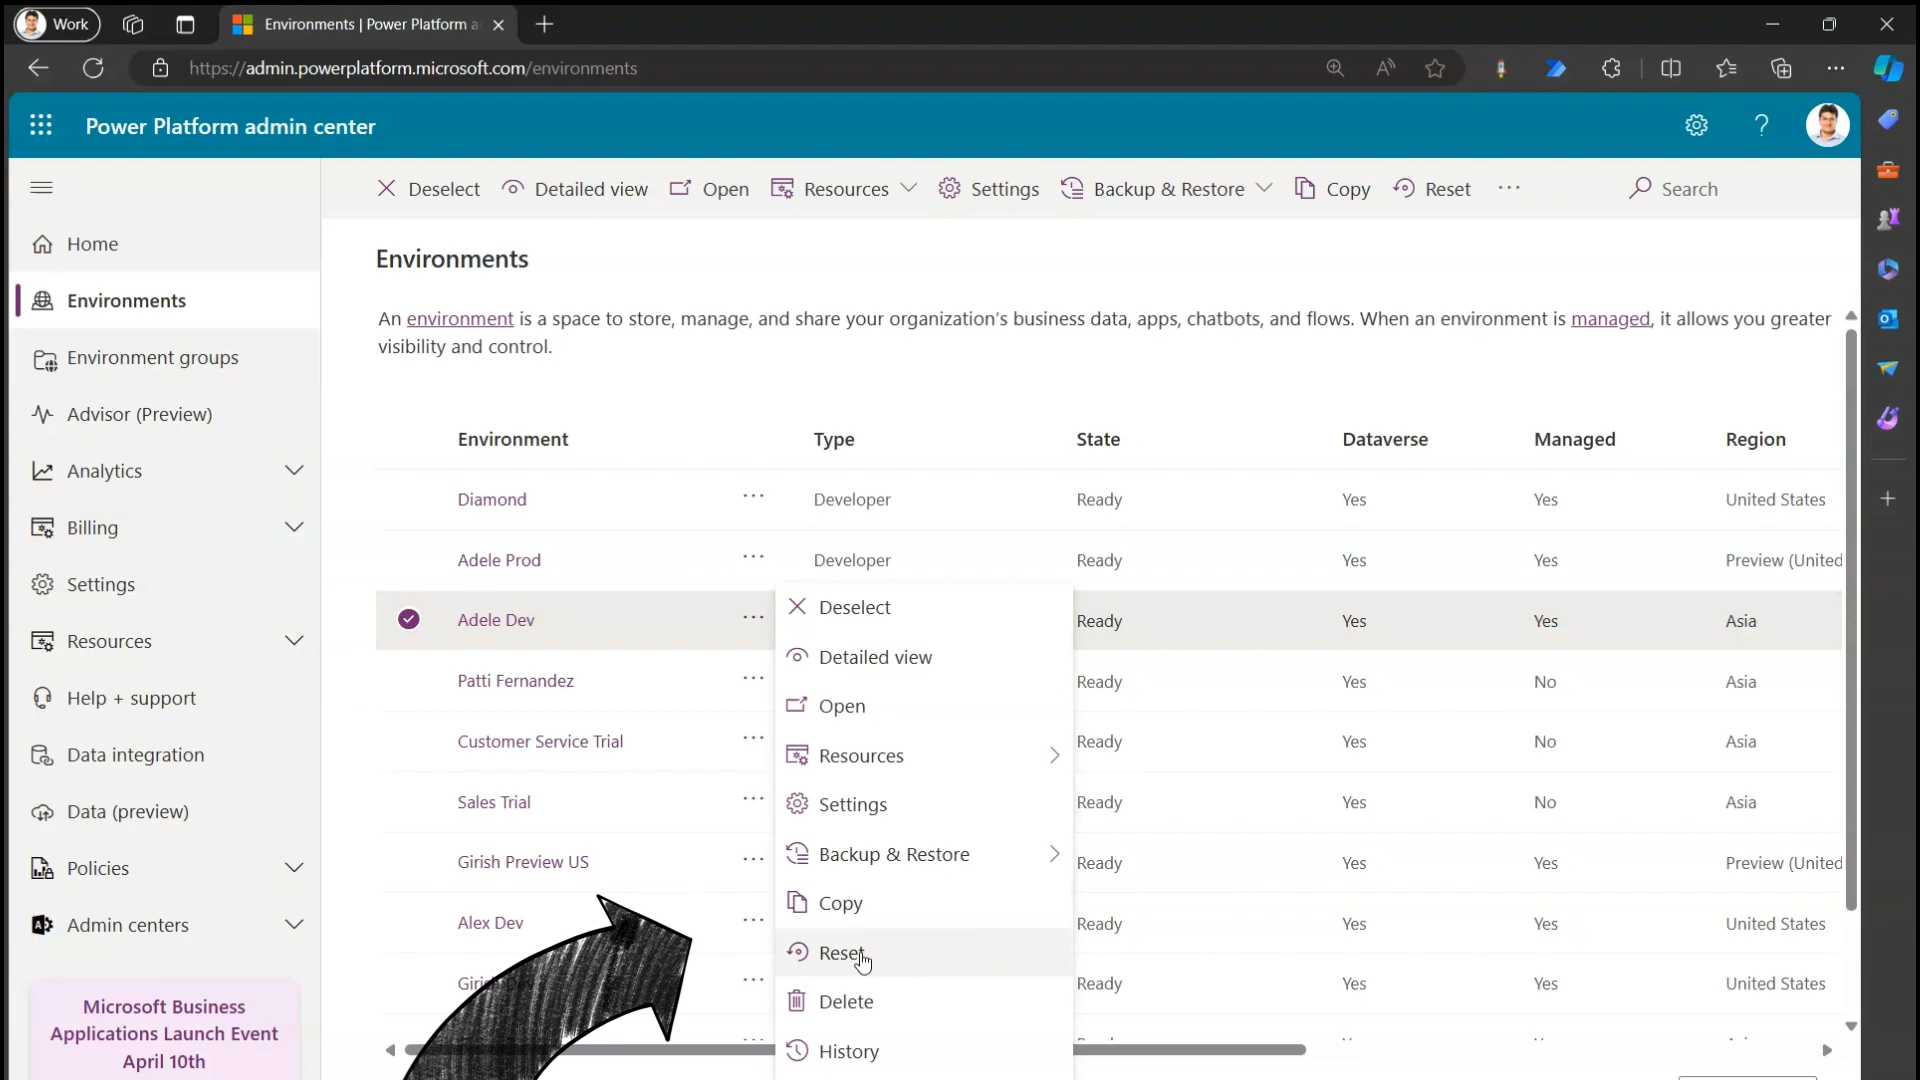 Work
Environments | Power Platform a
https://admin.powerplatform.microsoft.com/environments
Power Platform admin center
Deselect
Detailed view
Open
Resources
Settings
Backup & Restore
Copy
Reset
Search
Home
Environments
Environment groups
Advisor (Preview)
Analytics
Billing
Settings
Resources
Help + support
Data integration
Data (preview)
Policies
Admin centers
Microsoft Business
Applications Launch Event
April 10th
Environments
An environment is a space to store, manage, and share your organization's business data, apps, chatbots, and flows. When an environment is managed, it allows you greater
visibility and control.
Environment Type State Dataverse Managed Region
Diamond ... Developer Ready Yes Yes United States
Adele Prod ... Developer Ready Yes Yes Preview (United
Adele Dev ... Ready Yes Yes Asia
Patti Fernandez ... Ready Yes No Asia
Customer Service Trial ... Ready Yes No Asia
Sales Trial ... Ready Yes No Asia
Girish Preview US ... Ready Yes Yes Preview (United
Alex Dev ... Ready Yes Yes United States
... Ready Yes Yes United States
Deselect
Detailed view
Open
Resources
Settings
Backup & Restore
Copy
Reset
Delete
History